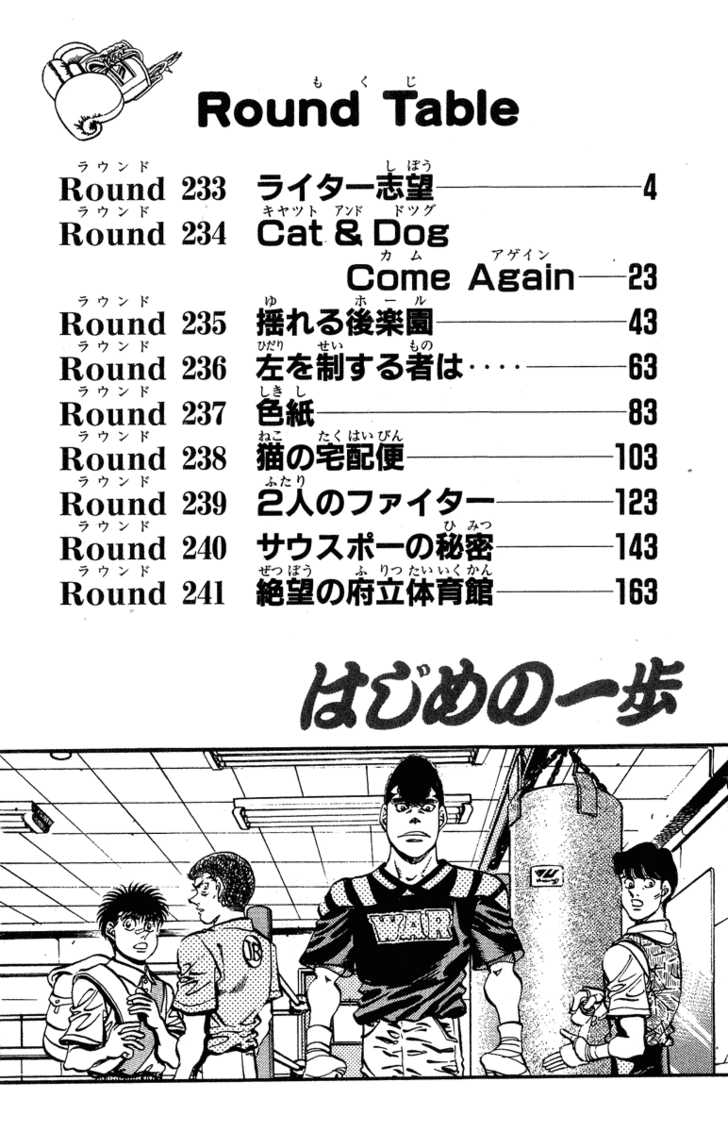 もくじ
Round Table
ラウンド しぼう
Round 233 ライター志望 4
ラウンド キャット アンド ドッグ
Round 234 Cat & Dog
カム アゲイン
Come Again 23
ラウンド ゆ ホール
Round 235 揺れる後楽園 43
ラウンド ひだり せい もの
Round 236 左を制する者は‥‥ 63
ラウンド しきし
Round 237 色紙 83
ラウンド ねこ たくはいびん
Round 238 猫の宅配便 103
ラウンド ふたり
Round 239 2人のファイター 123
ラウンド ひみつ
Round 240 サウスポーの秘密 143
ラウンド ぜつぼう ふりつたいいくかん
Round 241 絶望の府立体育館 163
はじめの一歩
WAR
JB